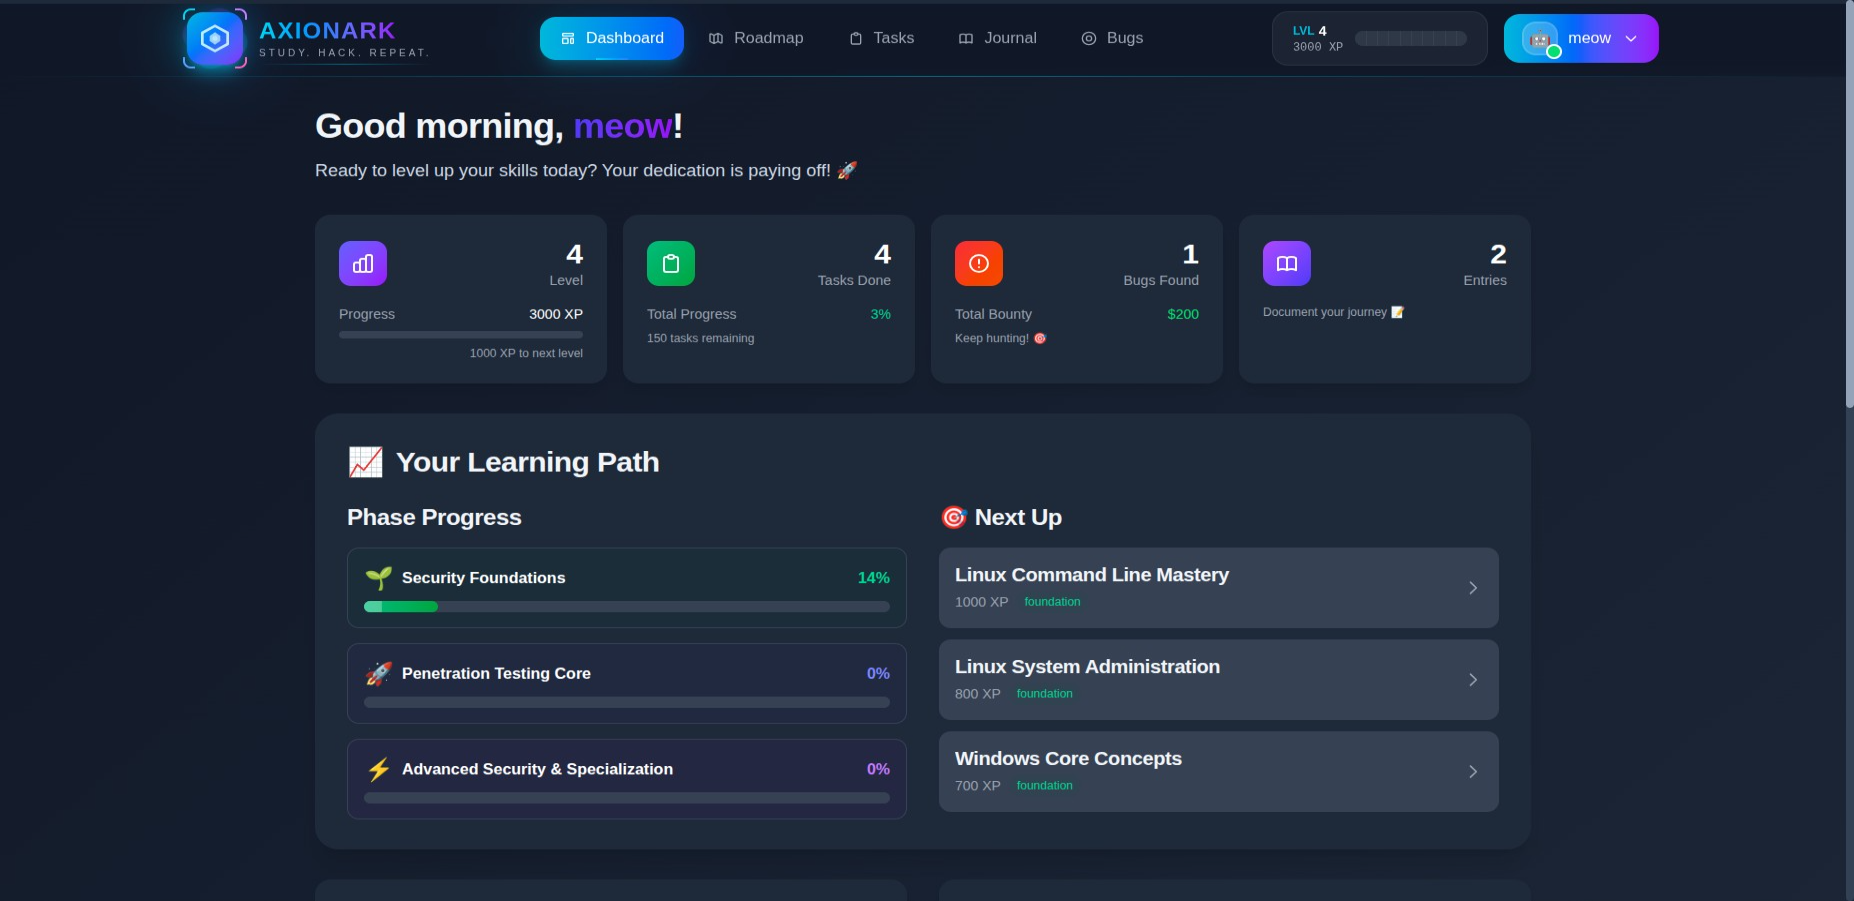 AXIONARK
STUDY. HACK. REPEAT.
Dashboard
Roadmap
Tasks
Journal
Bugs
LVL 4
3000 XP
meow
Good morning, meow!
Ready to level up your skills today? Your dedication is paying off! 🚀
4
Level
Progress 3000 XP
1000 XP to next level
4
Tasks Done
Total Progress 3%
150 tasks remaining
1
Bugs Found
Total Bounty $200
Keep hunting! 🎯
2
Entries
Document your journey 📝
📈 Your Learning Path
Phase Progress
🌱 Security Foundations 14%
🚀 Penetration Testing Core 0%
⚡ Advanced Security & Specialization 0%
🎯 Next Up
Linux Command Line Mastery
1000 XP foundation
Linux System Administration
800 XP foundation
Windows Core Concepts
700 XP foundation